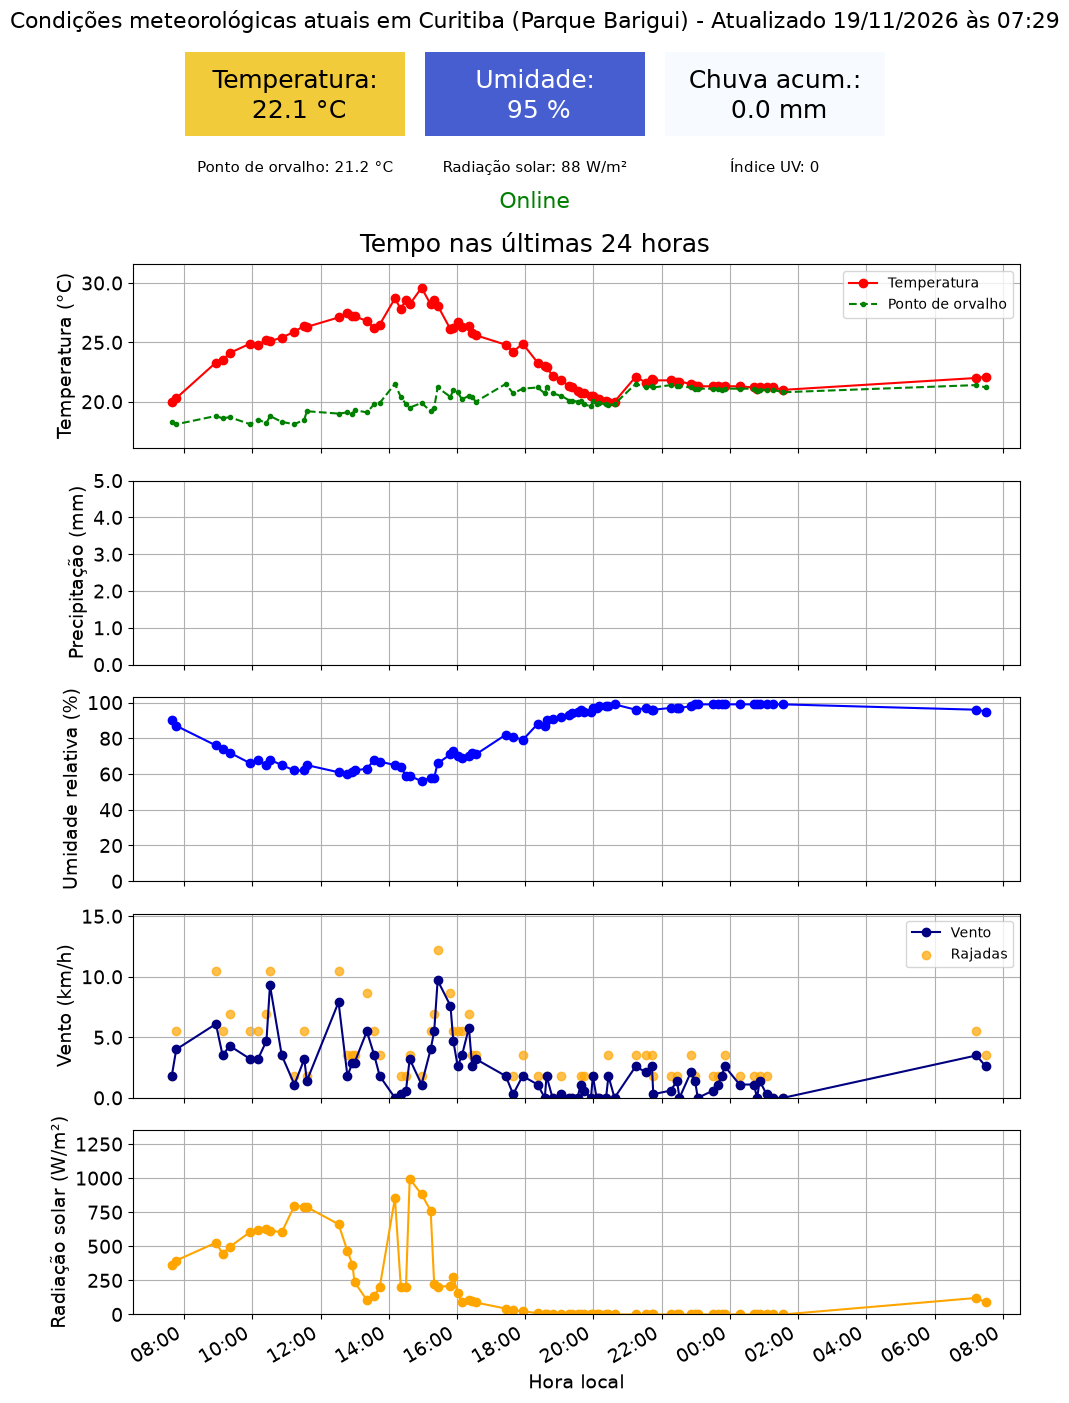 Condições meteorológicas atuais em Curitiba (Parque Barigui) - Atualizado 19/11/2026 às 07:29
Temperatura:
22.1 °C
Umidade:
95 %
Chuva acum.:
0.0 mm
Ponto de orvalho: 21.2 °C
Radiação solar: 88 W/m²
Índice UV: 0
Online
Tempo nas últimas 24 horas
Temperatura (°C)
30.0
25.0
20.0
Temperatura
Ponto de orvalho
Precipitação (mm)
5.0
4.0
3.0
2.0
1.0
0.0
Umidade relativa (%)
100
80
60
40
20
0
Vento (km/h)
15.0
10.0
5.0
0.0
Vento
Rajadas
Radiação solar (W/m²)
1250
1000
750
500
250
0
08:00
10:00
12:00
14:00
16:00
18:00
20:00
22:00
00:00
02:00
04:00
06:00
08:00
Hora local